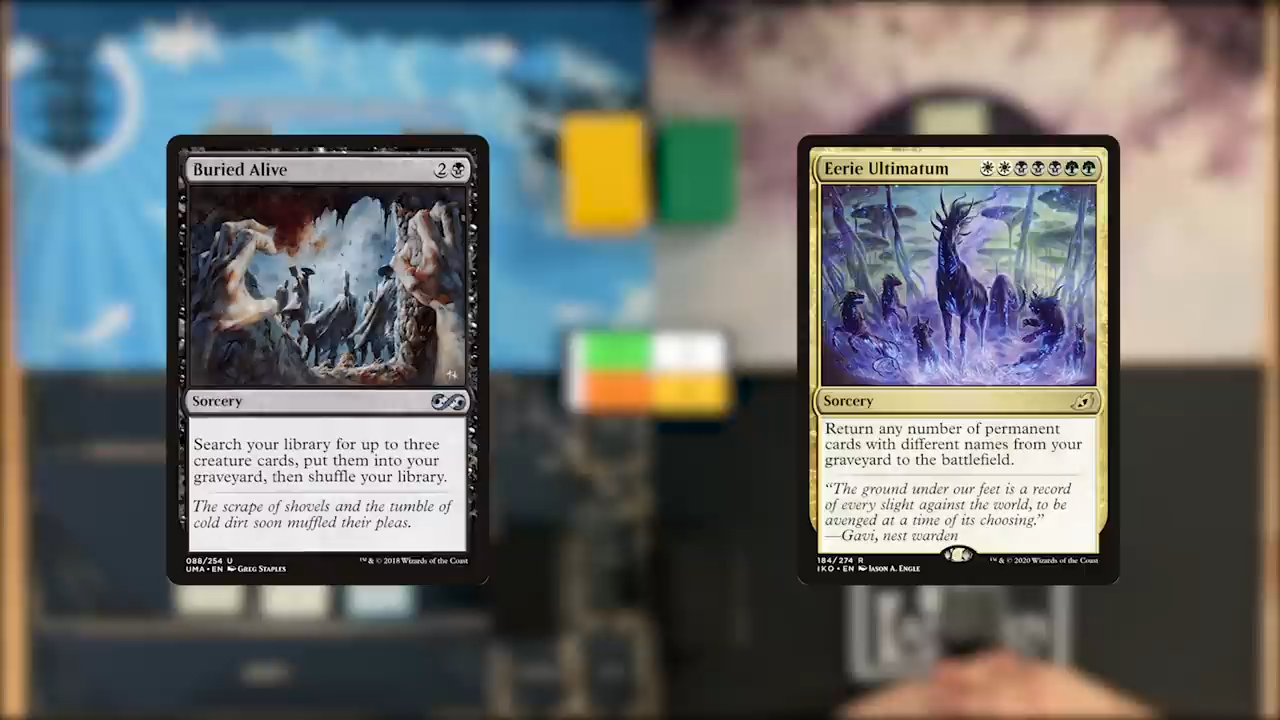 Buried Alive 2
Sorcery
Search your library for up to three
creature cards, put them into your
graveyard, then shuffle your library.
The scrape of shovels and the tumble of
cold dirt soon muffled their pleas.
088/254 U
UMA • EN Greg Staples
™ & © 2018 Wizards of the Coast
Eerie Ultimatum
Sorcery
Return any number of permanent
cards with different names from your
graveyard to the battlefield.
“The ground under our feet is a record
of every slight against the world, to be
avenged at a time of its choosing.”
—Gavi, nest warden
184/274 R
IKO • EN Jason A. Engle
™ & © 2020 Wizards of the Coast